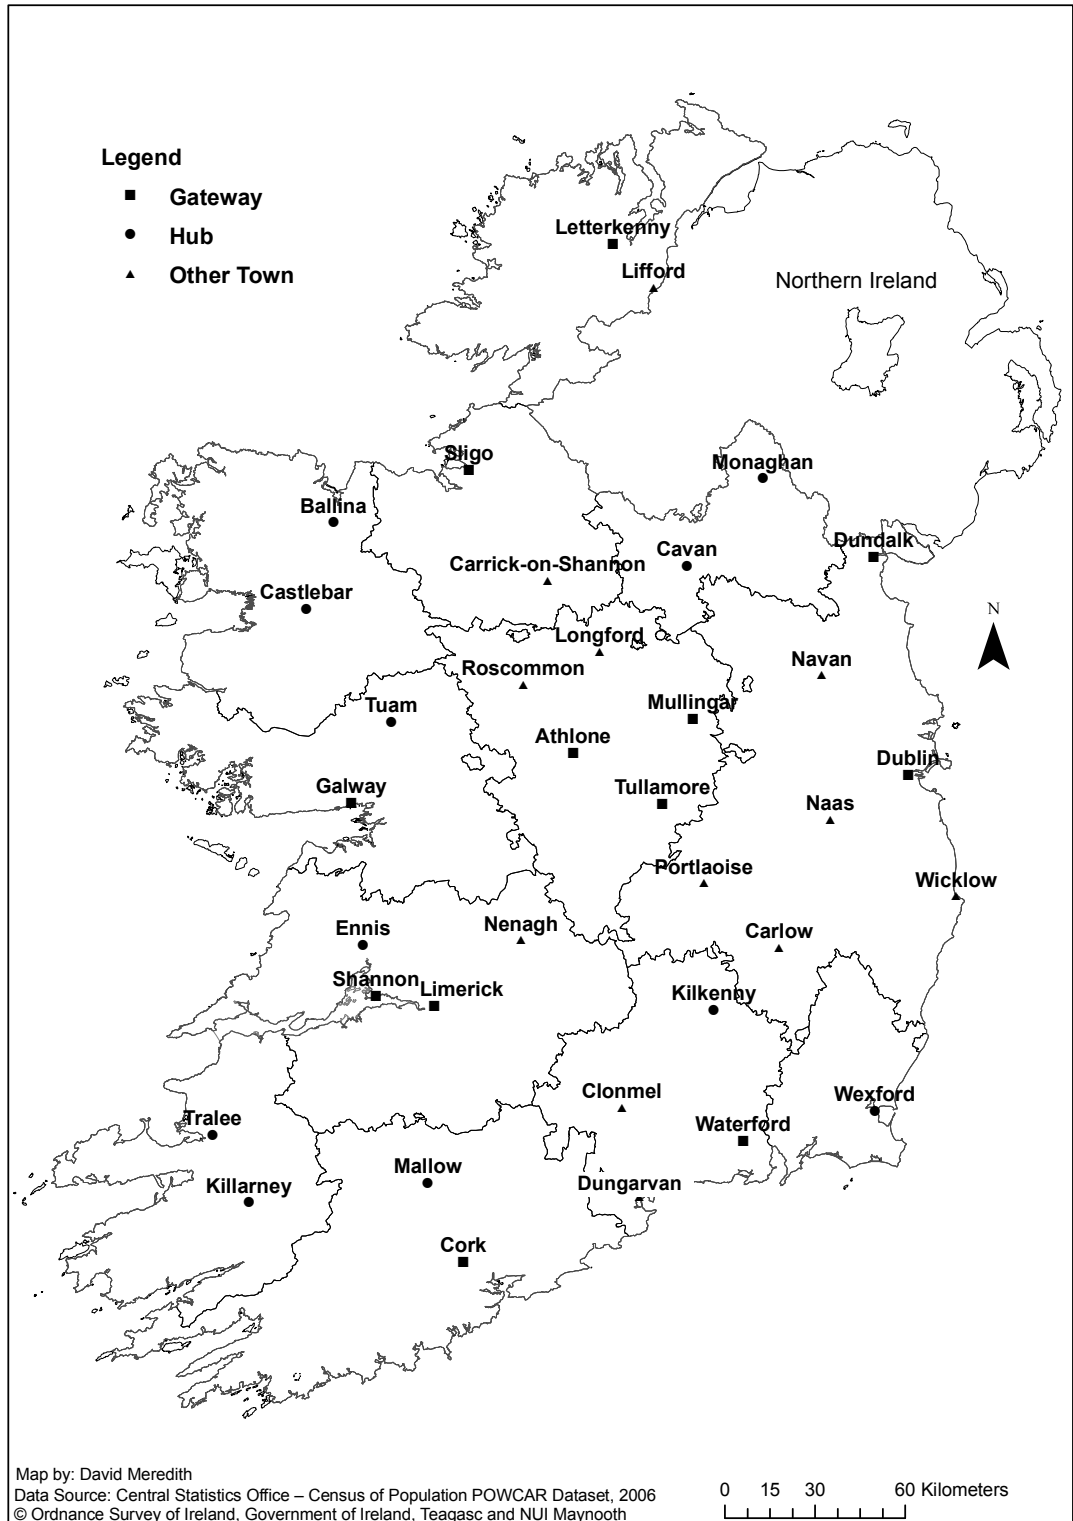 Legend
Gateway
Hub
Other Town
Letterkenny
Lifford
Northern Ireland
Sligo
Monaghan
Ballina
Dundalk
Cavan
Carrick-on-Shannon
Castlebar
N
Longford
Navan
Roscommon
Mullingar
Tuam
Athlone
Dublin
Galway
Tullamore
Naas
Portlaoise
Wicklow
Ennis
Nenagh
Carlow
Shannon
Limerick
Kilkenny
Clonmel
Wexford
Tralee
Waterford
Mallow
Killarney
Dungarvan
Cork
Map by: David Meredith
Data Source: Central Statistics Office – Census of Population POWCAR Dataset, 2006
© Ordnance Survey of Ireland, Government of Ireland, Teagasc and NUI Maynooth
0 15 30 60 Kilometers